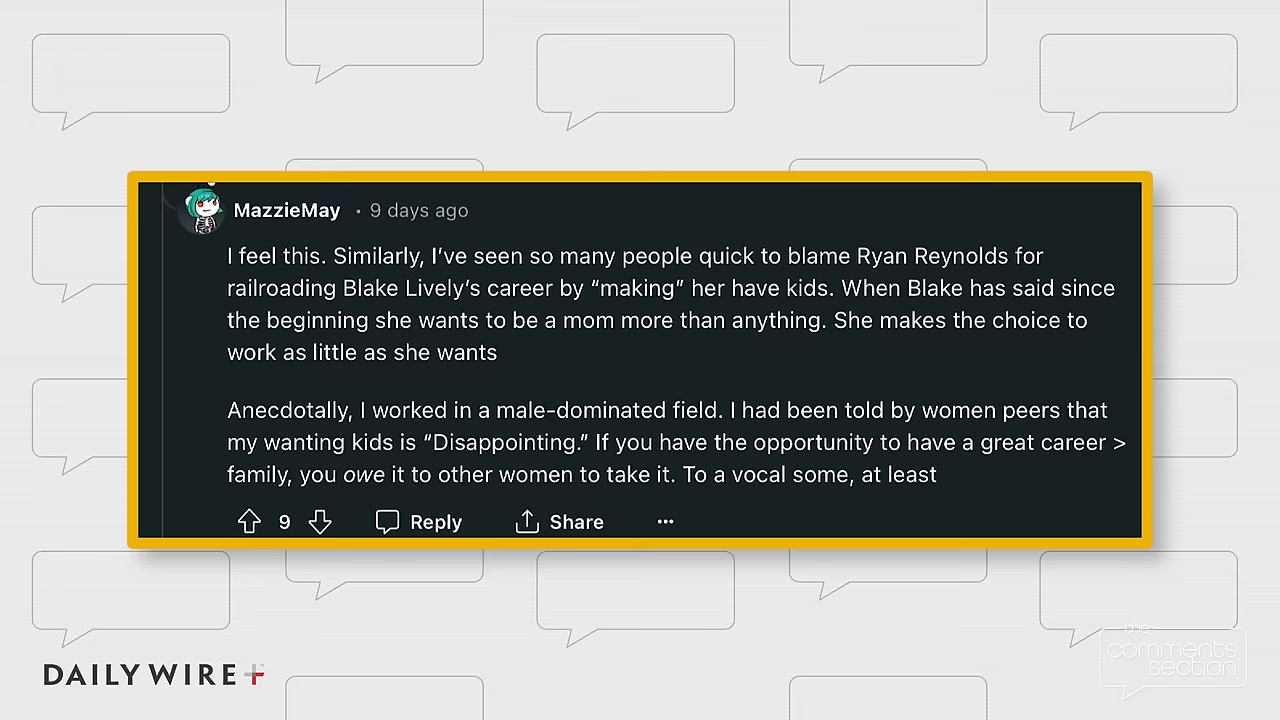 MazzieMay • 9 days ago
I feel this. Similarly, I've seen so many people quick to blame Ryan Reynolds for
railroading Blake Lively's career by “making” her have kids. When Blake has said since
the beginning she wants to be a mom more than anything. She makes the choice to
work as little as she wants
Anecdotally, I worked in a male-dominated field. I had been told by women peers that
my wanting kids is “Disappointing.” If you have the opportunity to have a great career >
family, you owe it to other women to take it. To a vocal some, at least
9 Reply Share ...
DAILY WIRE+
the
comments
section